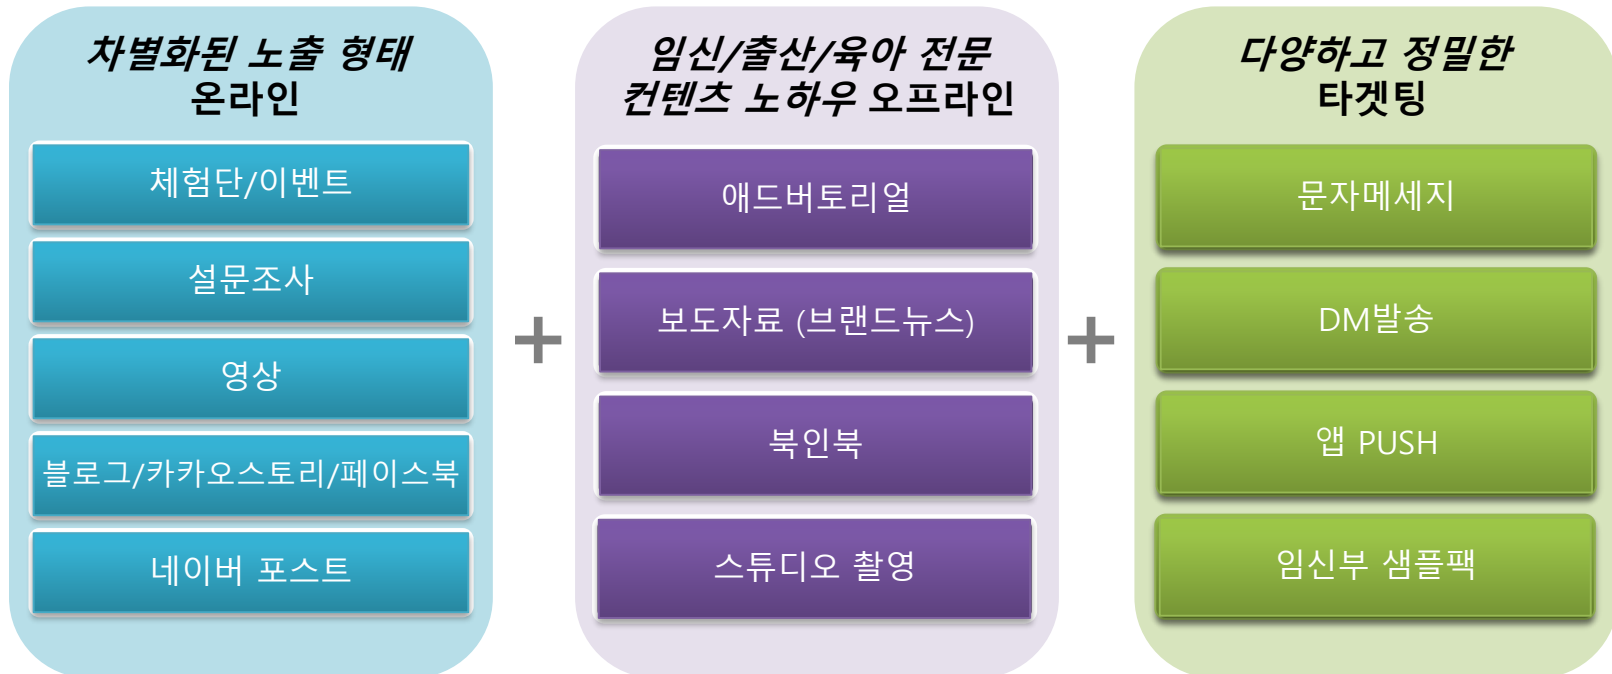 차별화된 노출 형태
온라인
체험단/이벤트
설문조사
영상
블로그/카카오스토리/페이스북
네이버 포스트
+
임신/출산/육아 전문
컨텐츠 노하우 오프라인
애드버토리얼
보도자료 (브랜드뉴스)
북인북
스튜디오 촬영
+
다양하고 정밀한
타겟팅
문자메세지
DM발송
앱 PUSH
임신부 샘플팩